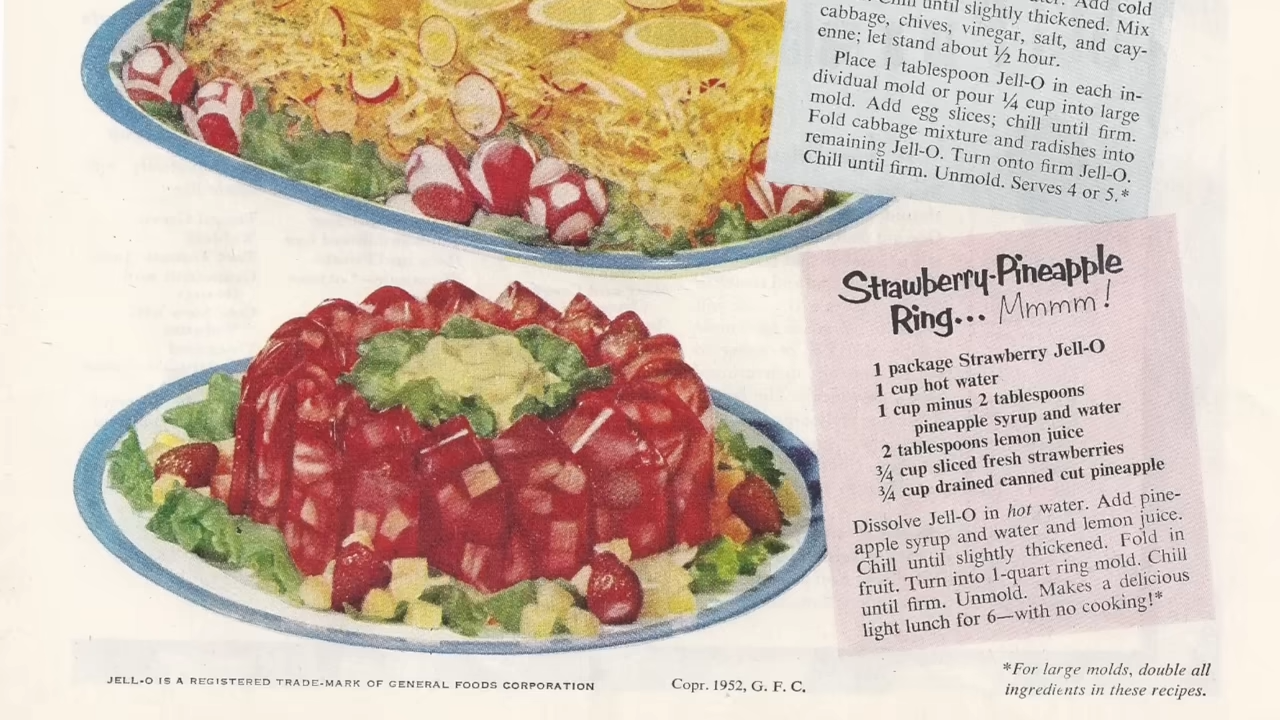 Add cold
Chill until slightly thickened. Mix
cabbage, chives, vinegar, salt, and cay-
enne; let stand about ½ hour.
Place 1 tablespoon Jell-O in each in-
dividual mold or pour ¼ cup into large
mold. Add egg slices; chill until firm.
Fold cabbage mixture and radishes into
remaining Jell-O. Turn onto firm Jell-O.
Chill until firm. Unmold. Serves 4 or 5.*
Strawberry-Pineapple
Ring... Mmmm!
1 package Strawberry Jell-O
1 cup hot water
1 cup minus 2 tablespoons
pineapple syrup and water
2 tablespoons lemon juice
¾ cup sliced fresh strawberries
¾ cup drained canned cut pineapple
Dissolve Jell-O in hot water. Add pine-
apple syrup and water and lemon juice.
Chill until slightly thickened. Fold in
fruit. Turn into 1-quart ring mold. Chill
until firm. Unmold. Makes a delicious
light lunch for 6—with no cooking!*
JELL-O IS A REGISTERED TRADE-MARK OF GENERAL FOODS CORPORATION
Copr. 1952, G. F. C.
*For large molds, double all
ingredients in these recipes.